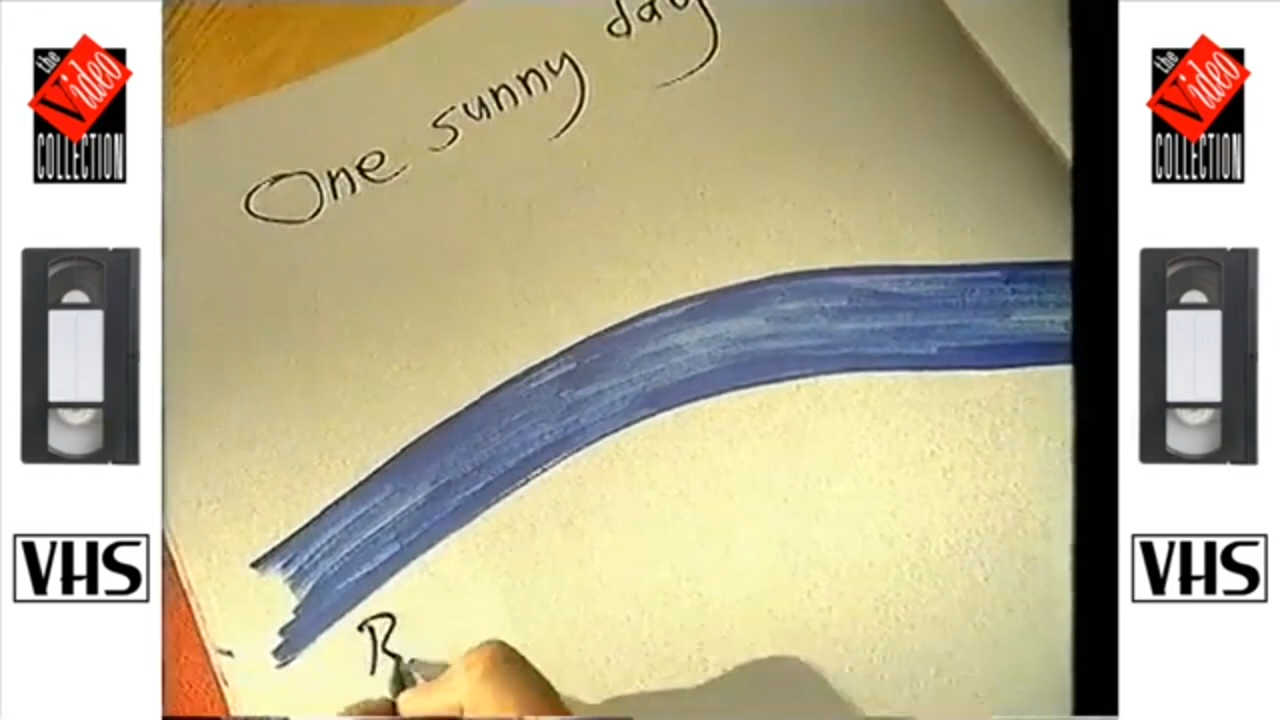 One sunny day
B
the
Video
COLLECTION
VHS
the
Video
COLLECTION
VHS